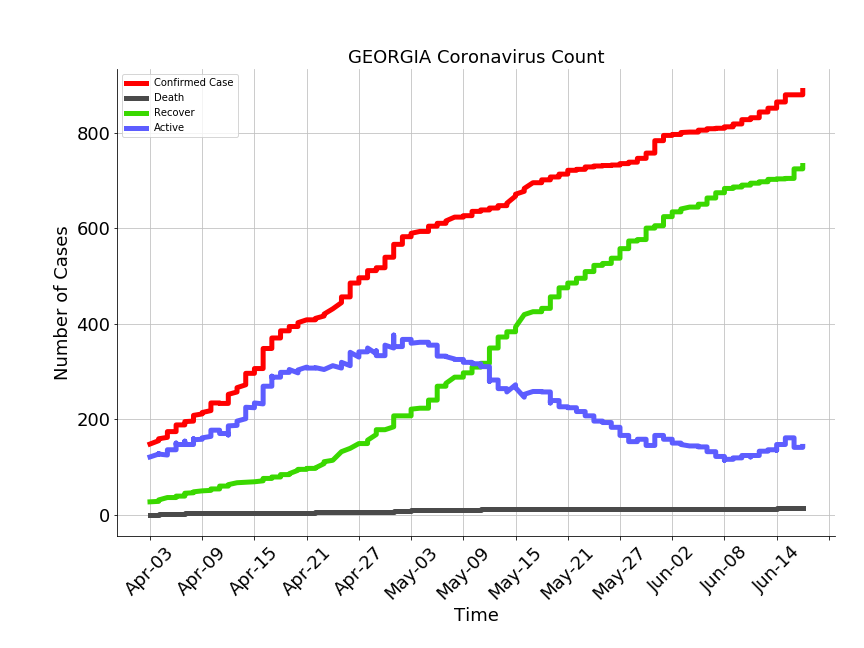 GEORGIA Coronavirus Count
Confirmed Case
Death
Recover
Active
Number of Cases
800
600
400
200
0
Apr-03
Apr-09
Apr-15
Apr-21
Apr-27
May-03
May-09
May-15
May-21
May-27
Jun-02
Jun-08
Jun-14
Time